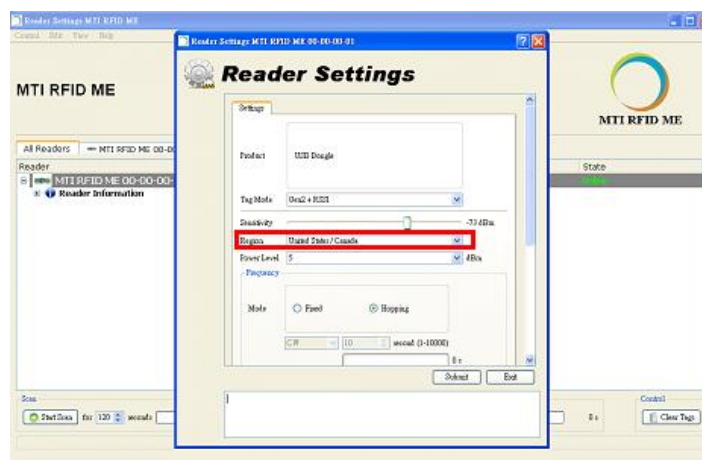 Reader Settings MTI RFID ME
Control Edit View Help
MTI RFID ME
MTI RFID ME
All Readers
MTI RFID ME 00-00
Reader
State
MTI RFID ME 00-00-00-
Reader Information
Reader Settings MTI RFID ME 00-00-00-01
Reader Settings
Settings
Product
USB Dongle
Tag Mode
Gen2 + RSSI
Sensitivity
-73 dBm
Region
United States / Canada
Power Level
5
dBm
Frequency
Mode
Fixed
Hopping
CW
10
second (1-10000)
0 s
Submit
Exit
Scan
Start Scan
for
120
seconds
0 s
Control
Clear Tags